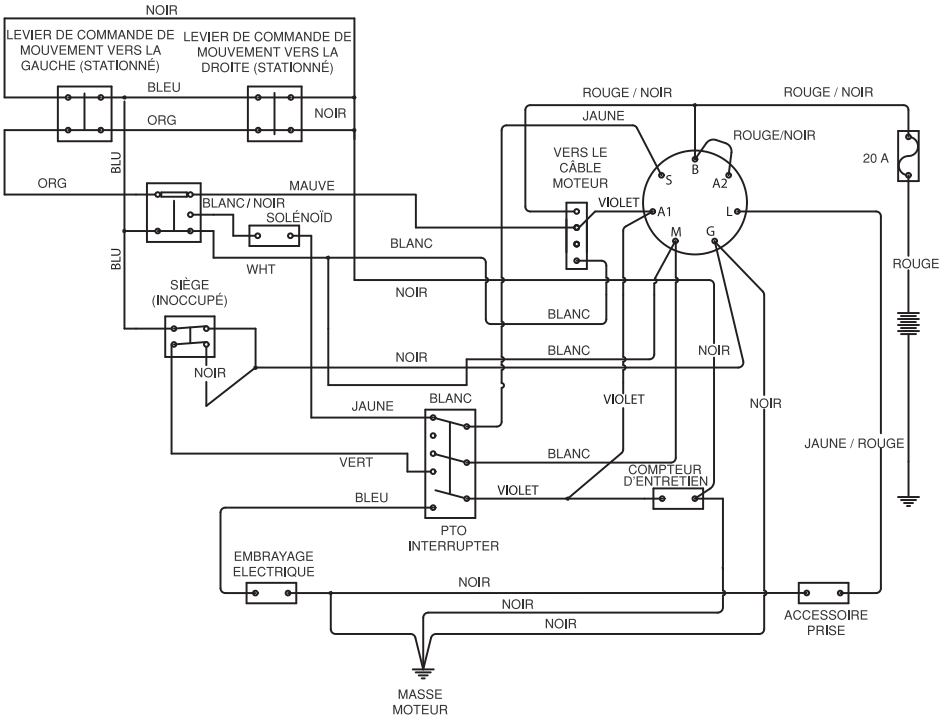 NOIR
LEVIER DE COMMANDE DE
MOUVEMENT VERS LA
GAUCHE (STATIONNÉ)
LEVIER DE COMMANDE DE
MOUVEMENT VERS LA
DROITE (STATIONNÉ)
BLEU
NOIR
ORG
BLU
ORG
MAUVE
BLANC/NOIR
SOLÉNOÏD
BLU
WHT
BLANC
NOIR
SIÈGE
(INOCCUPÉ)
NOIR
NOIR
BLANC
BLANC
ROUGE / NOIR
ROUGE / NOIR
JAUNE
ROUGE/NOIR
VERS LE
CÂBLE
MOTEUR
VIOLET
B
S
A2
A1
L
M
G
20 A
ROUGE
NOIR
VIOLET
NOIR
JAUNE / ROUGE
JAUNE
BLANC
VERT
BLANC
BLEU
VIOLET
COMPTEUR
D'ENTRETIEN
PTO
INTERRUPTER
EMBRAYAGE
ELECTRIQUE
NOIR
NOIR
NOIR
ACCESSOIRE
PRISE
MASSE
MOTEUR